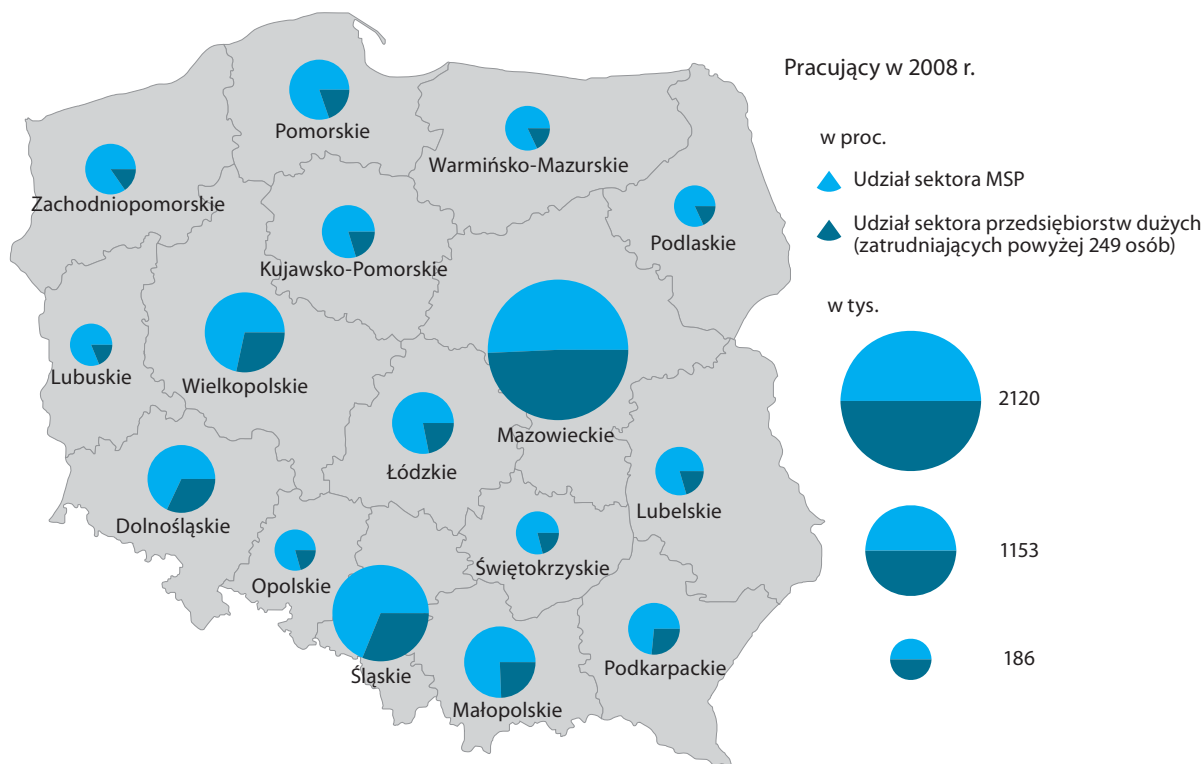 Pracujący w 2008 r.
w proc.
Udział sektora MSP
Udział sektora przedsiębiorstw dużych
(zatrudniających powyżej 249 osób)
w tys.
2120
1153
186
Pomorskie
Warmińsko-Mazurskie
Zachodniopomorskie
Podlaskie
Kujawsko-Pomorskie
Lubuskie
Wielkopolskie
Mazowieckie
Łódzkie
Lubelskie
Dolnośląskie
Opolskie
Świętokrzyskie
Śląskie
Podkarpackie
Małopolskie